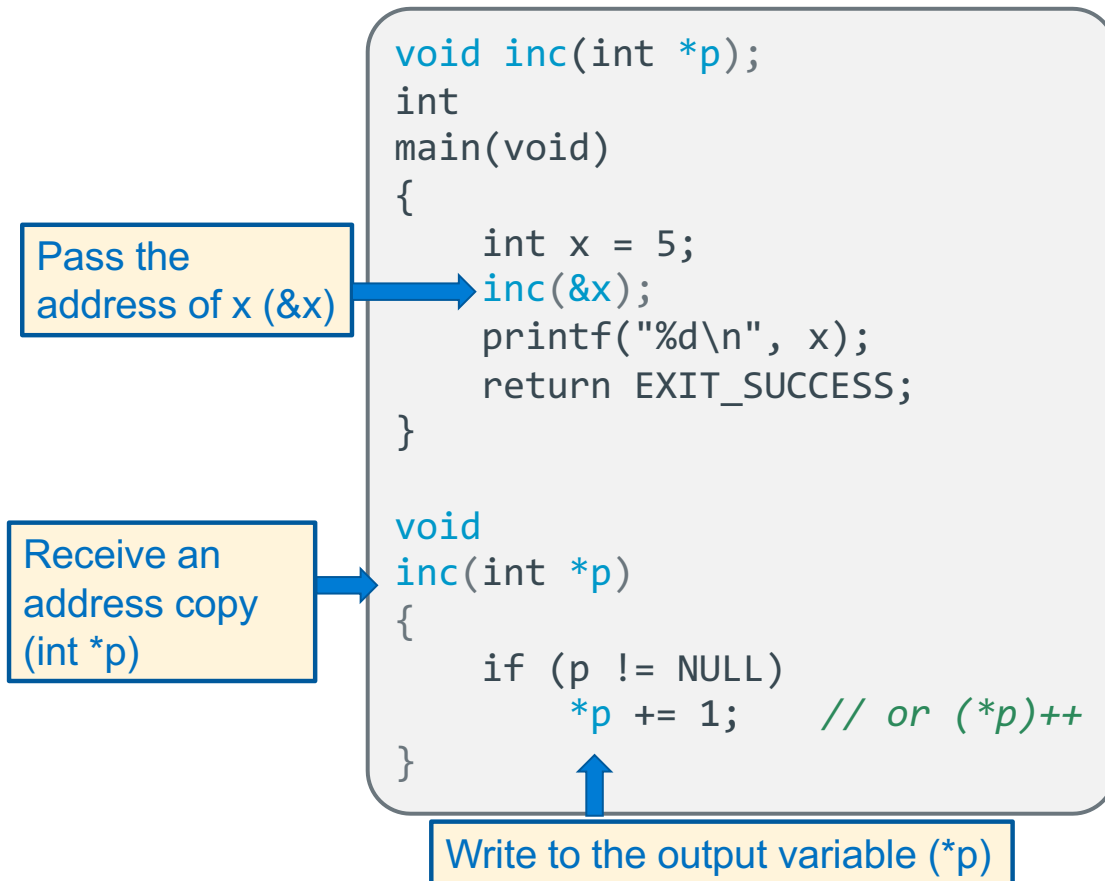 void inc(int *p);
int
main(void)
{
    int x = 5;
Pass the
address of x (&x)
    inc(&x);
    printf("%d\n", x);
    return EXIT_SUCCESS;
}
void
Receive an
address copy
(int *p)
inc(int *p)
{
    if (p != NULL)
        *p += 1;    // or (*p)++
}
Write to the output variable (*p)